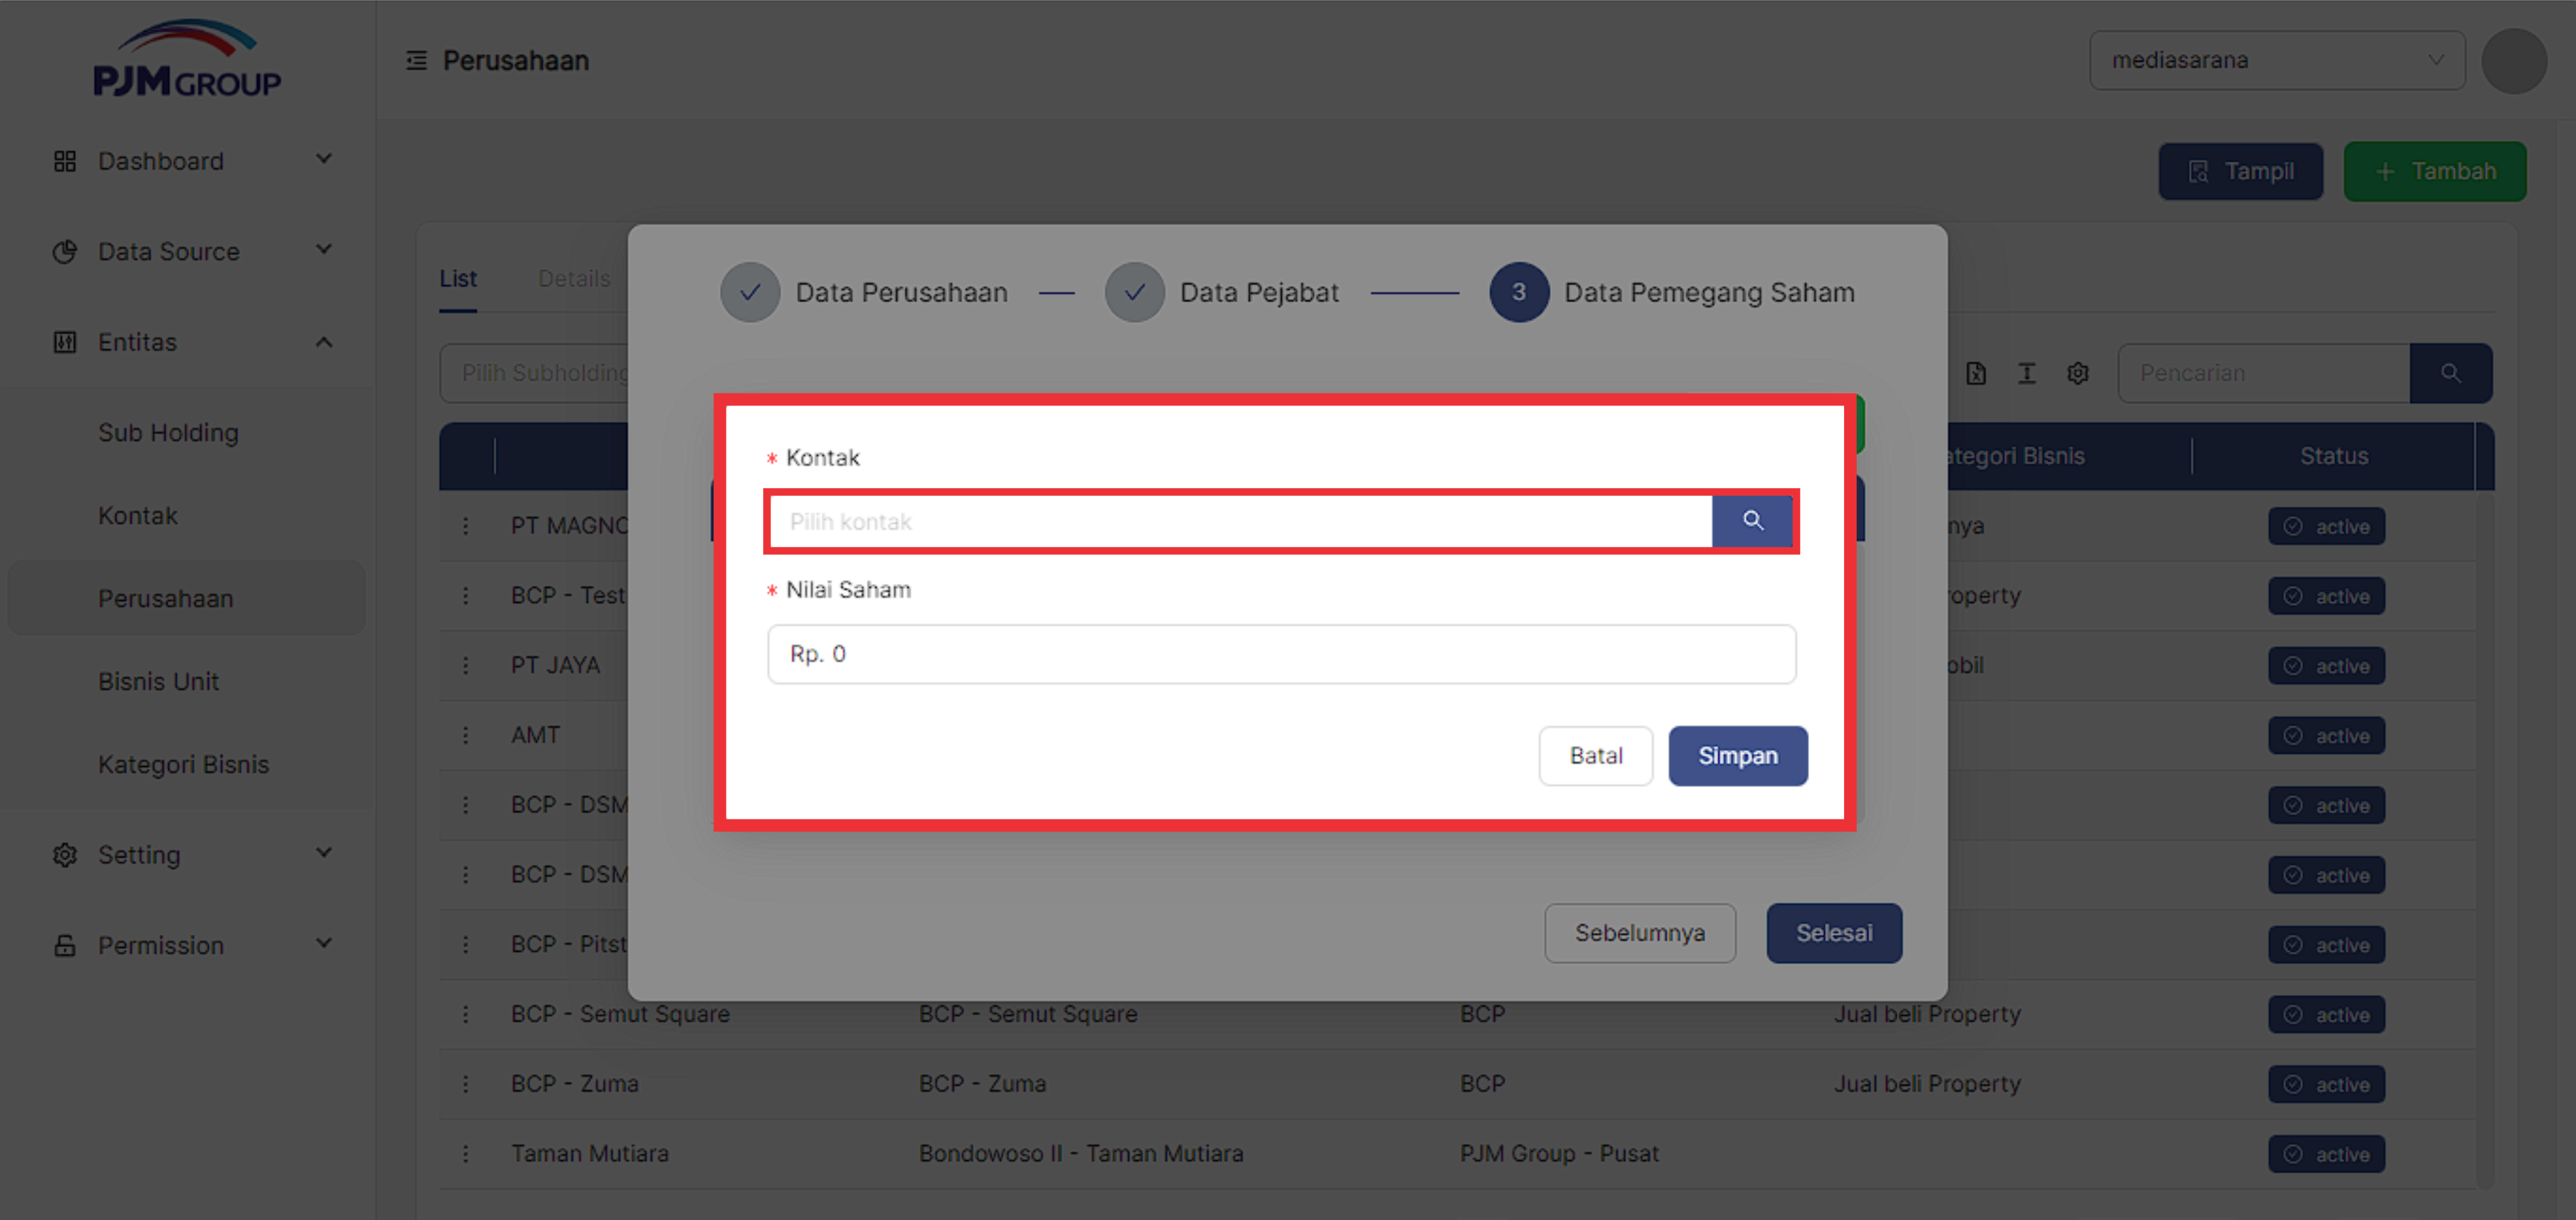 PJM GROUP
Perusahaan
mediasarana
Dashboard
Data Source
Entitas
Sub Holding
Kontak
Perusahaan
Bisnis Unit
Kategori Bisnis
Setting
Permission
Tampil
+ Tambah
List Details
Pilih Subholding
Pencarian
Data Perusahaan
Data Pejabat
3 Data Pemegang Saham
* Kontak
Pilih kontak
* Nilai Saham
Rp. 0
Batal Simpan
Sebelumnya Selesai
ategori Bisnis Status
PT MAGNO nya active
BCP - Test operty active
PT JAYA obil active
AMT active
BCP - DSM active
BCP - DSM active
BCP - Pitst active
BCP - Semut Square BCP - Semut Square BCP Jual beli Property active
BCP - Zuma BCP - Zuma BCP Jual beli Property active
Taman Mutiara Bondowoso II - Taman Mutiara PJM Group - Pusat active